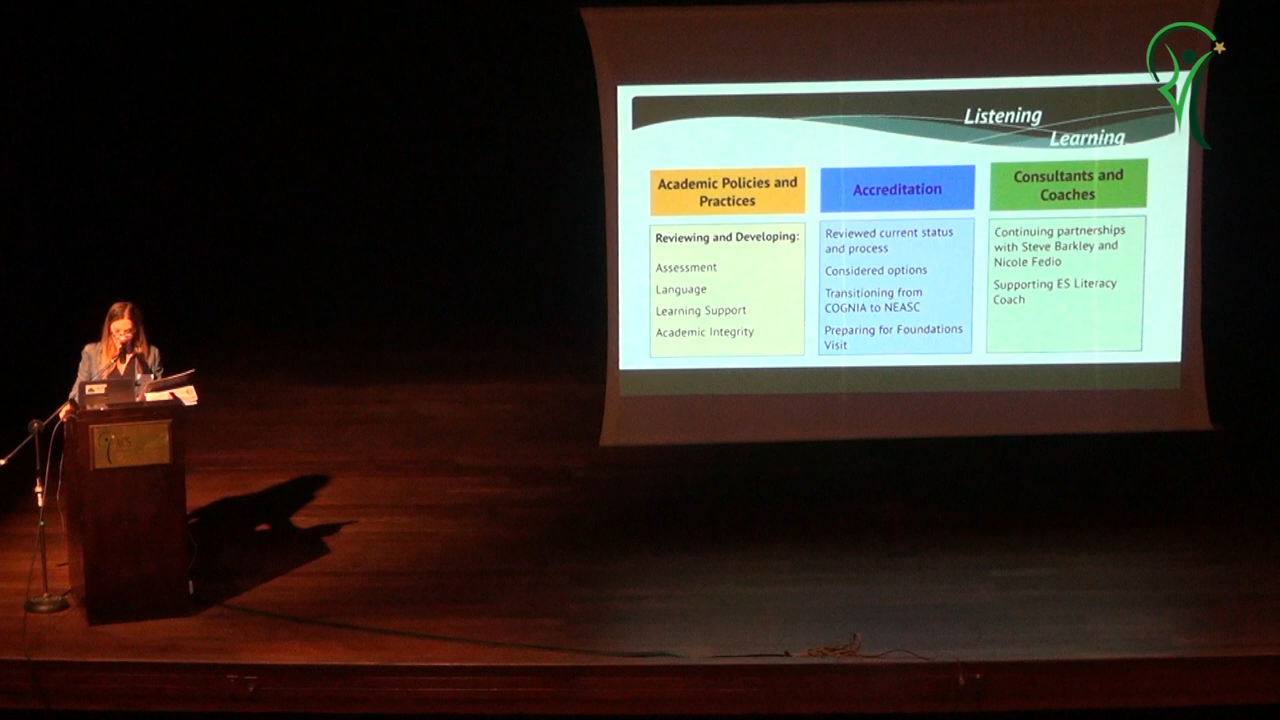 Listening
Learning
Academic Policies and
Practices
Reviewing and Developing:
Assessment
Language
Learning Support
Academic Integrity
Accreditation
Reviewed current status
and process
Considered options
Transitioning from
COGNIA to NEASC
Preparing for Foundations
Visit
Consultants and
Coaches
Continuing partnerships
with Steve Barkley and
Nicole Fedio
Supporting ES Literacy
Coach